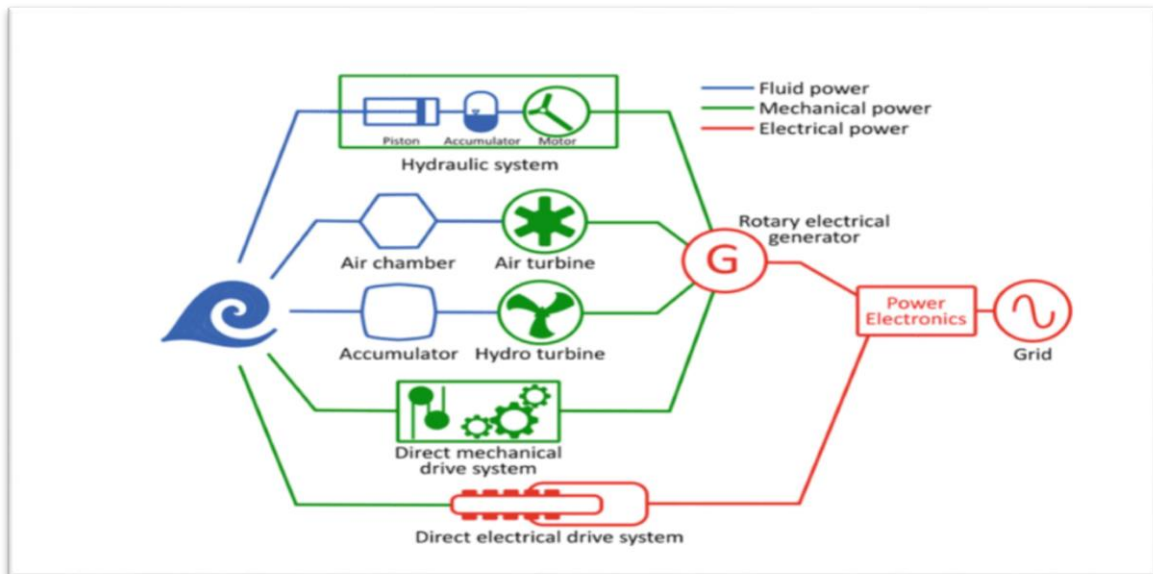 Fluid power
Mechanical power
Electrical power
Piston
Accumulator
Motor
Hydraulic system
Rotary electrical
generator
Air chamber
Air turbine
G
Power
Electronics
Accumulator
Hydro turbine
Grid
Direct mechanical
drive system
Direct electrical drive system